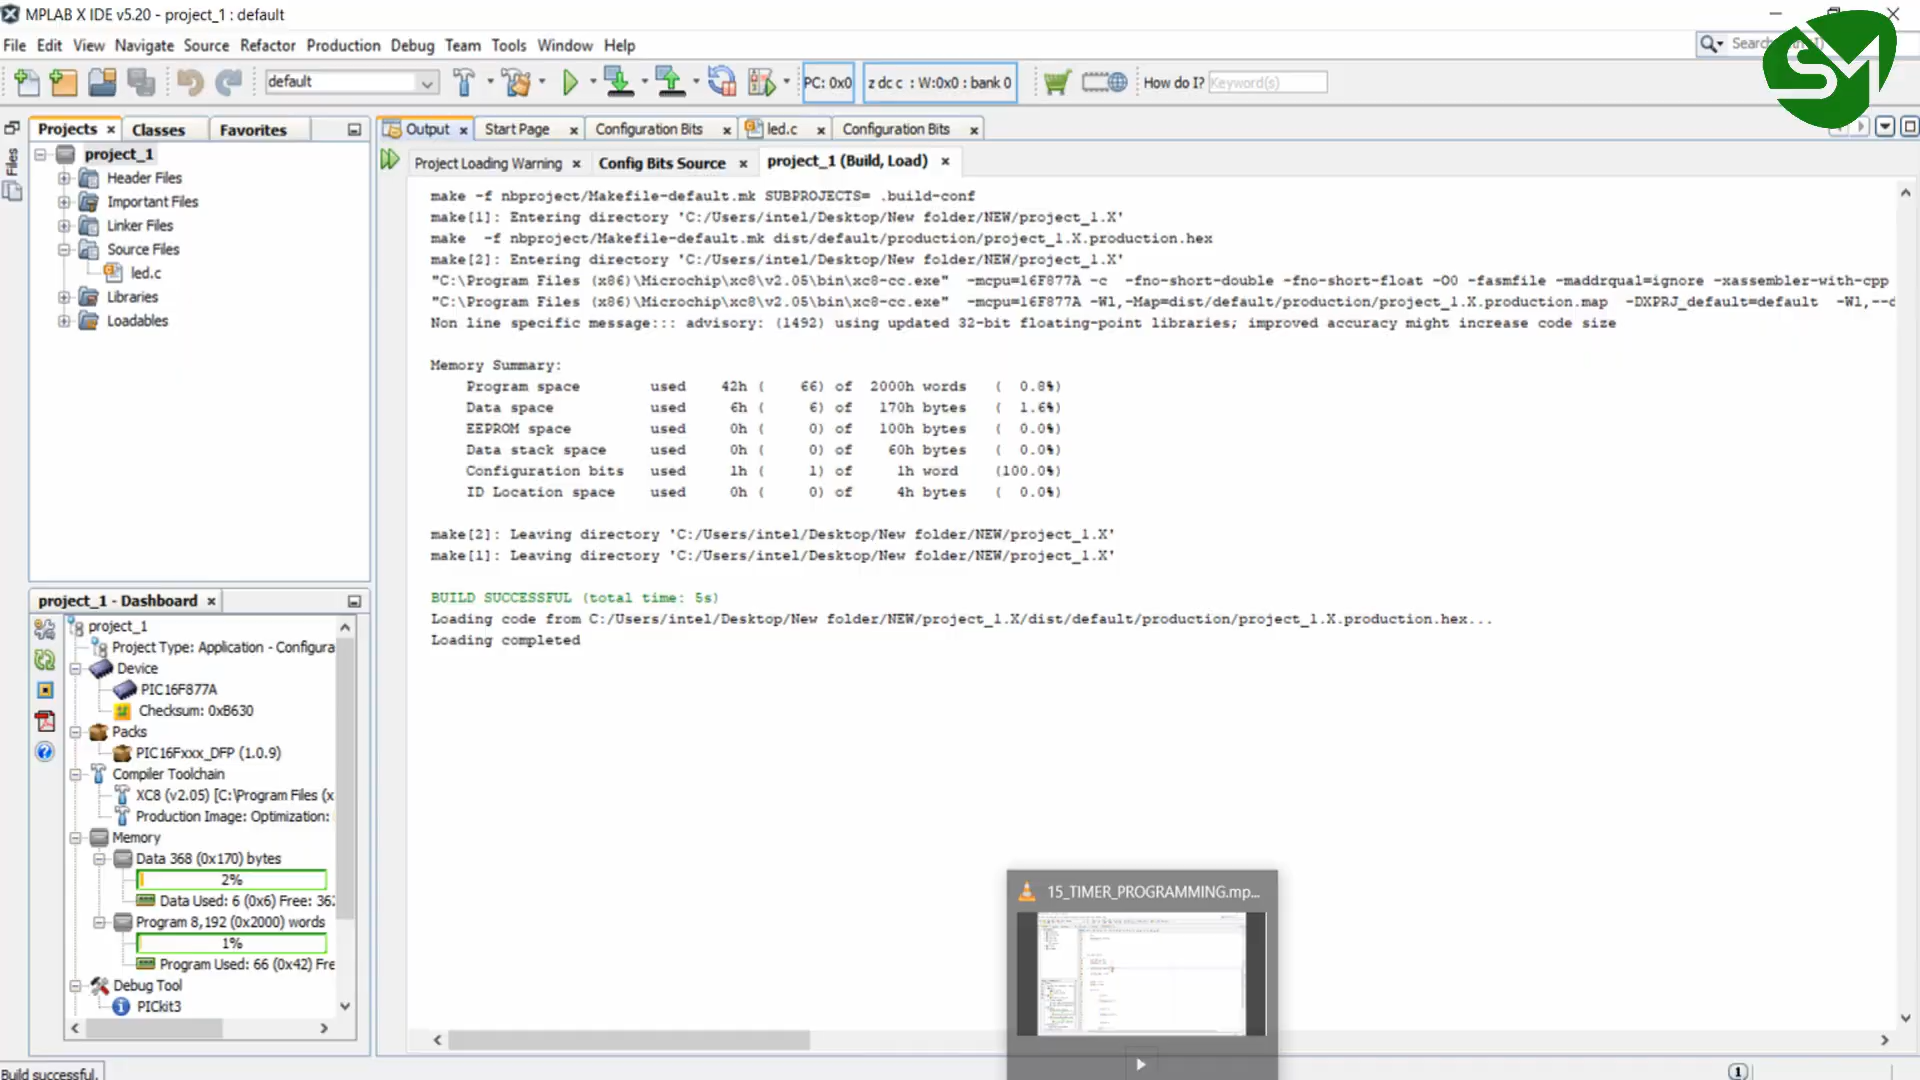 MPLAB X IDE v5.20 - project_1 : default
File Edit View Navigate Source Refactor Production Debug Team Tools Window Help
Search
SM
default
PC: 0x0
z dc c : W:0x0 : bank 0
How do I? Keyword(s)
Projects
Classes
Favorites
Files
project_1
Header Files
Important Files
Linker Files
Source Files
led.c
Libraries
Loadables
Output
Start Page
Configuration Bits
led.c
Configuration Bits
Project Loading Warning
Config Bits Source
project_1 (Build, Load)
make -f nbproject/Makefile-default.mk SUBPROJECTS= .build-conf
make[1]: Entering directory 'C:/Users/intel/Desktop/New folder/NEW/project_1.X'
make  -f nbproject/Makefile-default.mk dist/default/production/project_1.X.production.hex
make[2]: Entering directory 'C:/Users/intel/Desktop/New folder/NEW/project_1.X'
"C:\Program Files (x86)\Microchip\xc8\v2.05\bin\xc8-cc.exe"  -mcpu=16F877A -c  -fno-short-double -fno-short-float -O0 -fasmfile -maddrqual=ignore -xassembler-with-cpp
"C:\Program Files (x86)\Microchip\xc8\v2.05\bin\xc8-cc.exe"  -mcpu=16F877A -Wl,-Map=dist/default/production/project_1.X.production.map  -DXPRJ_default=default  -Wl,--d
Non line specific message::: advisory: (1492) using updated 32-bit floating-point libraries; improved accuracy might increase code size
Memory Summary:
Program space used 42h ( 66) of 2000h words ( 0.8%)
Data space used 6h ( 6) of 170h bytes ( 1.6%)
EEPROM space used 0h ( 0) of 100h bytes ( 0.0%)
Data stack space used 0h ( 0) of 60h bytes ( 0.0%)
Configuration bits used 1h ( 1) of 1h word (100.0%)
ID Location space used 0h ( 0) of 4h bytes ( 0.0%)
make[2]: Leaving directory 'C:/Users/intel/Desktop/New folder/NEW/project_1.X'
make[1]: Leaving directory 'C:/Users/intel/Desktop/New folder/NEW/project_1.X'
BUILD SUCCESSFUL (total time: 5s)
Loading code from C:/Users/intel/Desktop/New folder/NEW/project_1.X/dist/default/production/project_1.X.production.hex...
Loading completed
project_1 - Dashboard
project_1
Project Type: Application - Configura
Device
PIC16F877A
Checksum: 0xB630
Packs
PIC16Fxxx_DFP (1.0.9)
Compiler Toolchain
XC8 (v2.05) [C:\Program Files (x
Production Image: Optimization:
Memory
Data 368 (0x170) bytes
2%
Data Used: 6 (0x6) Free: 362
Program 8,192 (0x2000) words
1%
Program Used: 66 (0x42) Fre
Debug Tool
PICkit3
15_TIMER_PROGRAMMING.mp...
Build successful.
1